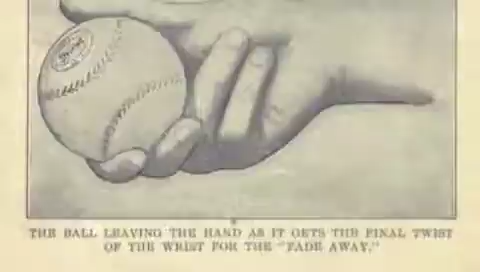 THE BALL LEAVING THE HAND AS IT GETS THE FINAL TWIST
OF THE WRIST FOR THE "FADE AWAY."